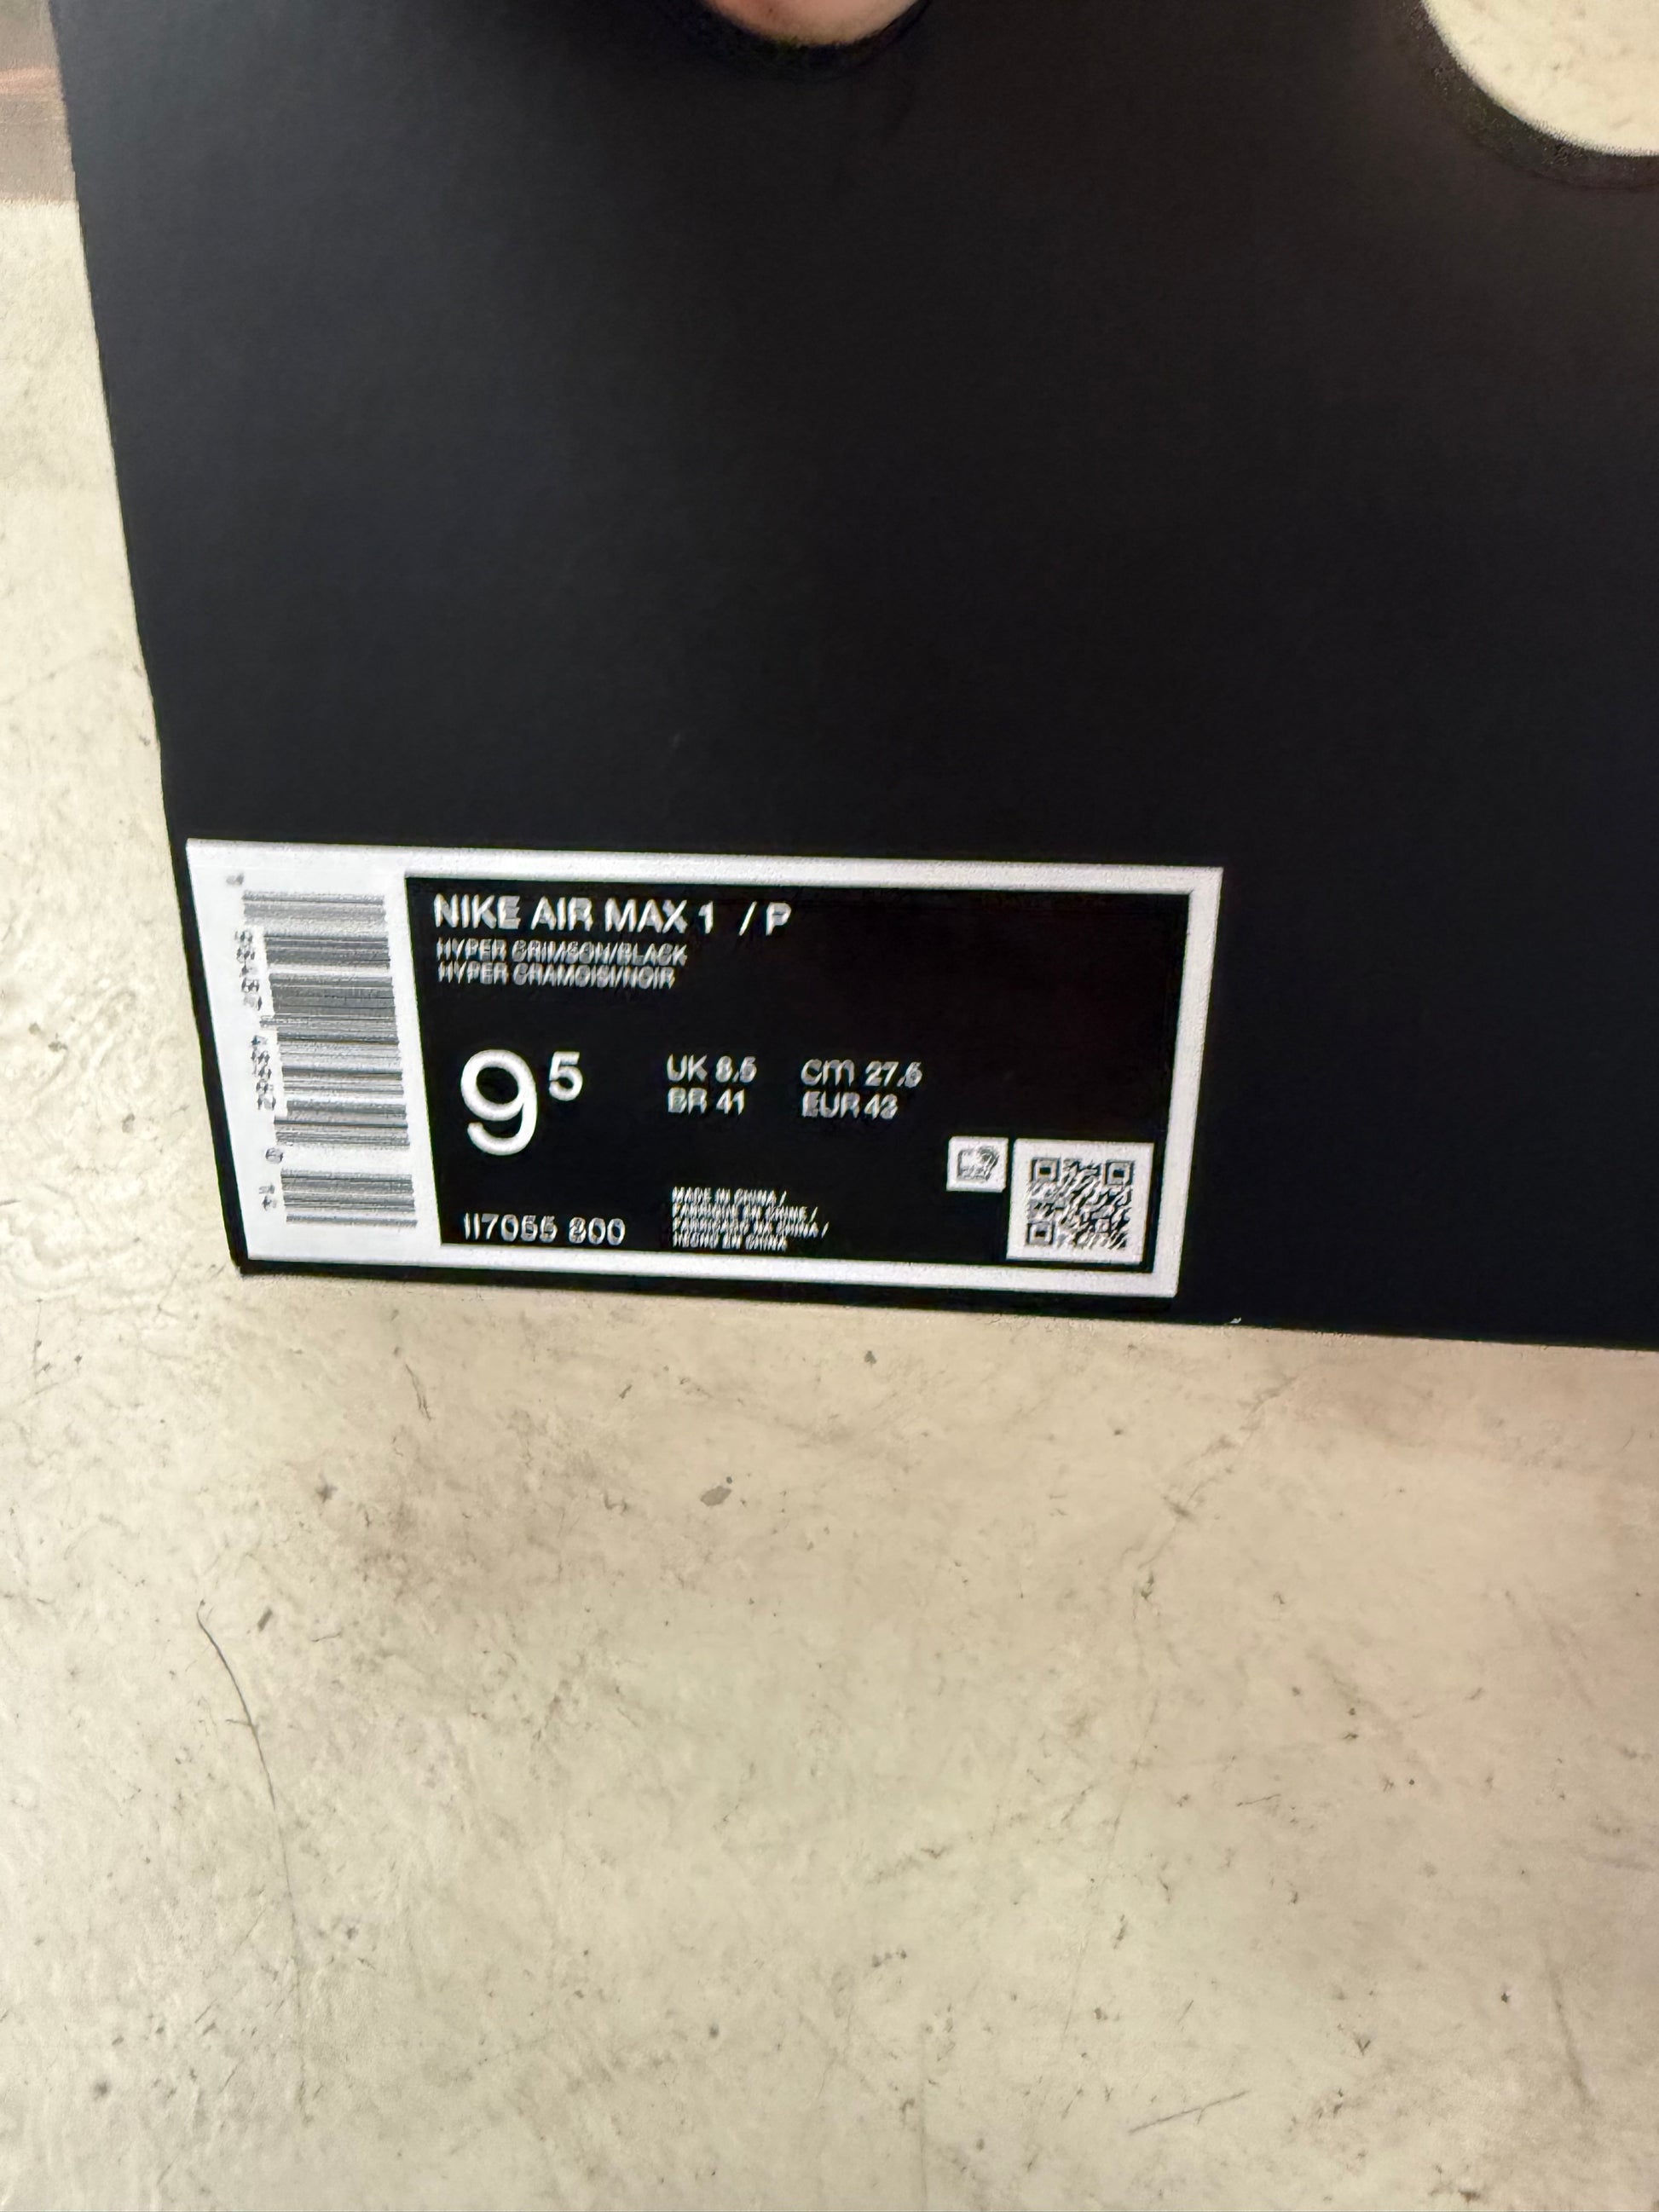 NIKE AIR MAX 1 / P
HYPER CRIMSON/BLACK
HYPER CRAMOISI/NOIR
9⁵
UK 8.5 CM 27.5
BR 41 EUR 43
117055 800
MADE IN CHINA /
FABRIQUÉ EN CHINE /
FABRICADO NA CHINA /
HECHO EN CHINA